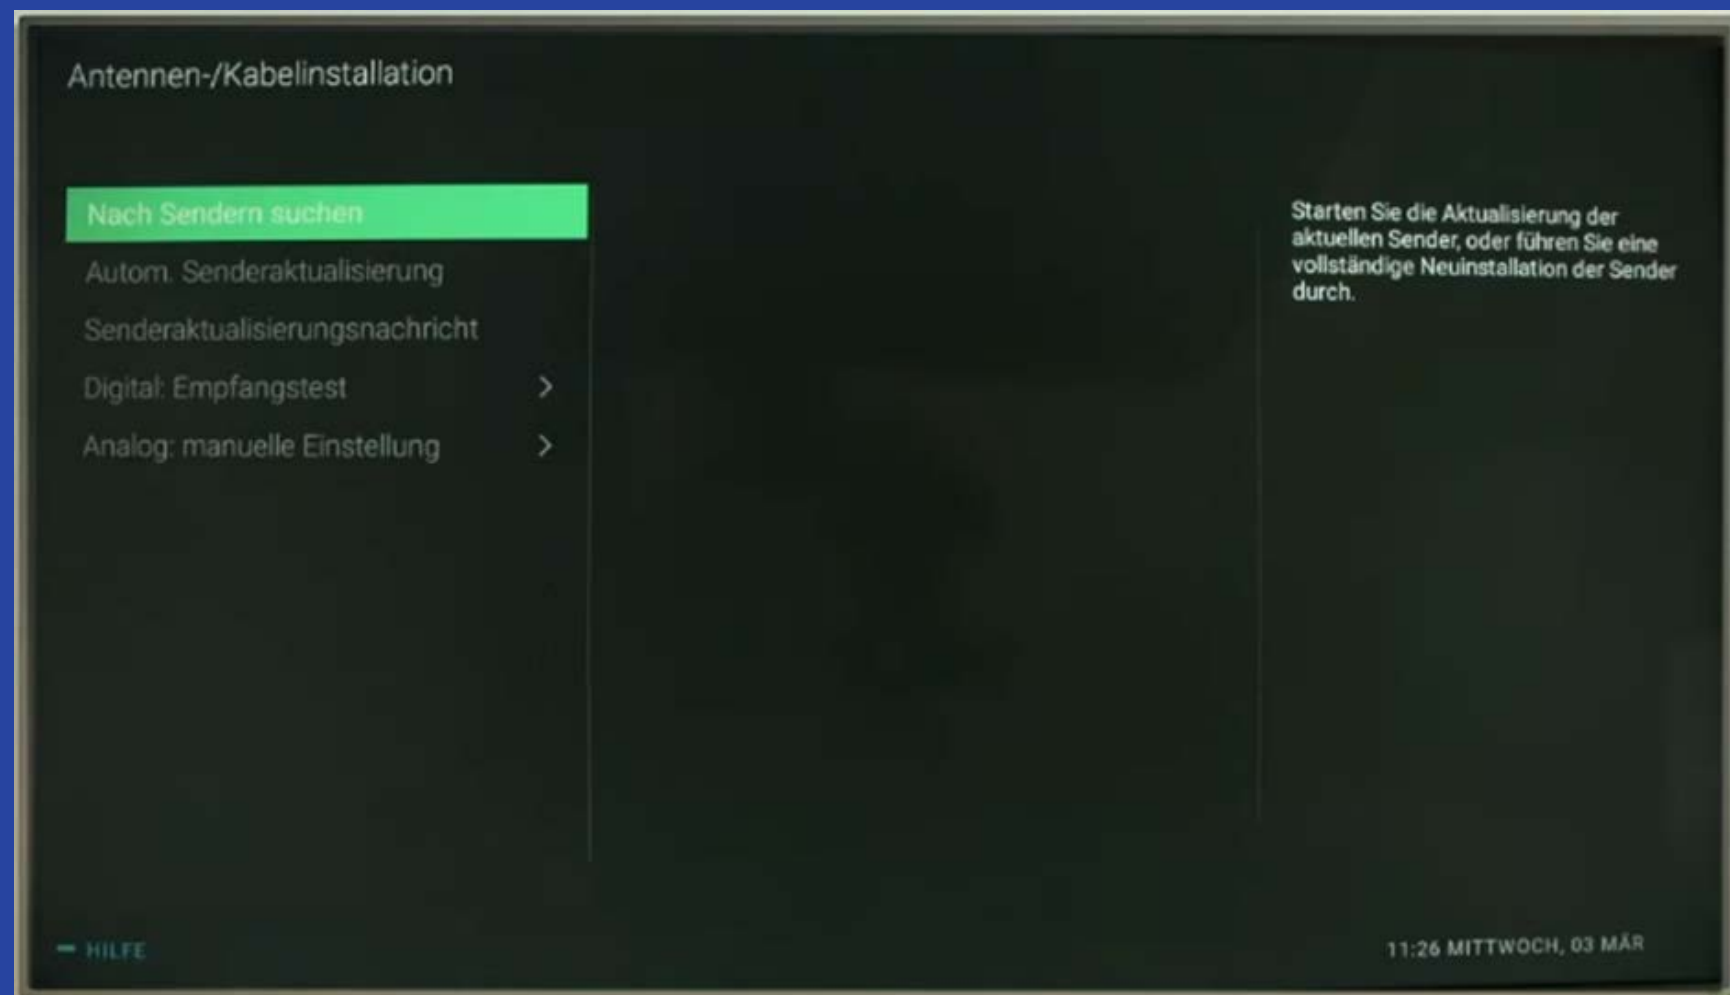 Antennen-/Kabelinstallation
Nach Sendern suchen
Autom. Senderaktualisierung
Senderaktualisierungsnachricht
Digital: Empfangstest
Analog: manuelle Einstellung
Starten Sie die Aktualisierung der
aktuellen Sender, oder führen Sie eine
vollständige Neuinstallation der Sender
durch.
HILFE
11:26 MITTWOCH, 03 MÄR